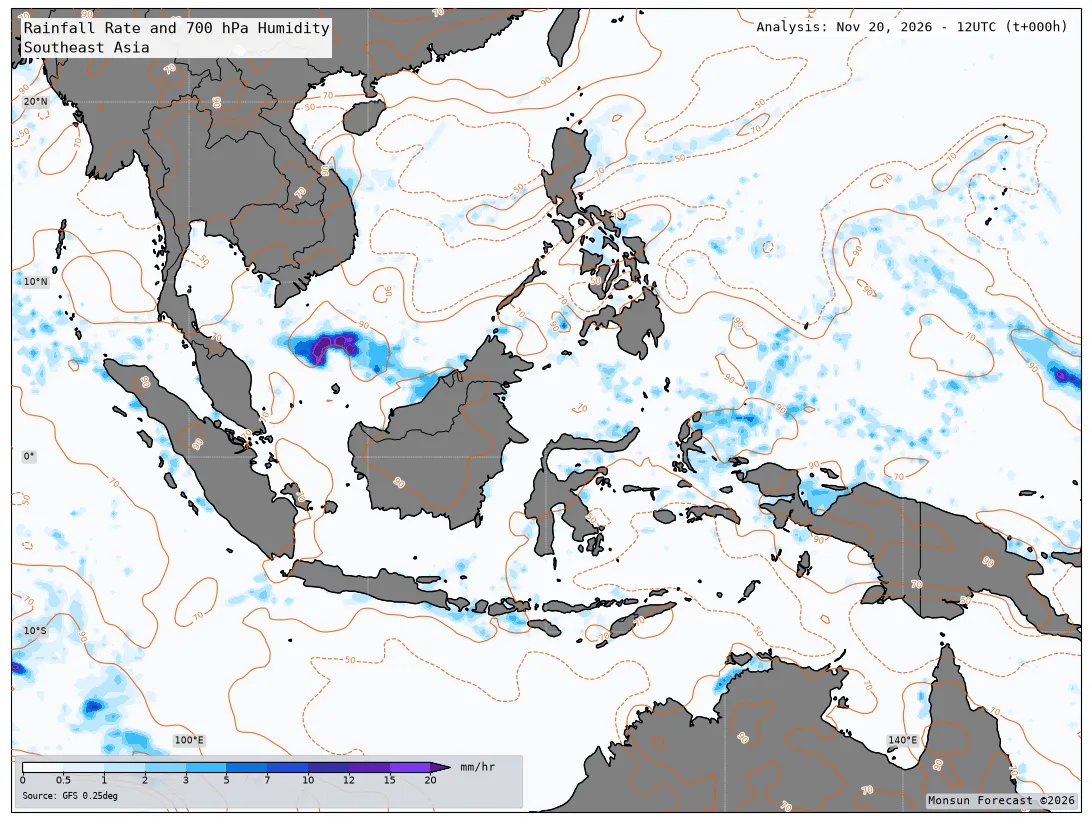 Rainfall Rate and 700 hPa Humidity
Southeast Asia
Analysis: Nov 20, 2026 - 12UTC (t+000h)
20°N
10°N
0°
10°S
100°E
140°E
mm/hr
0 0.5 1 2 3 5 7 10 12 15 20
Source: GFS 0.25deg
Monsun Forecast ©2026